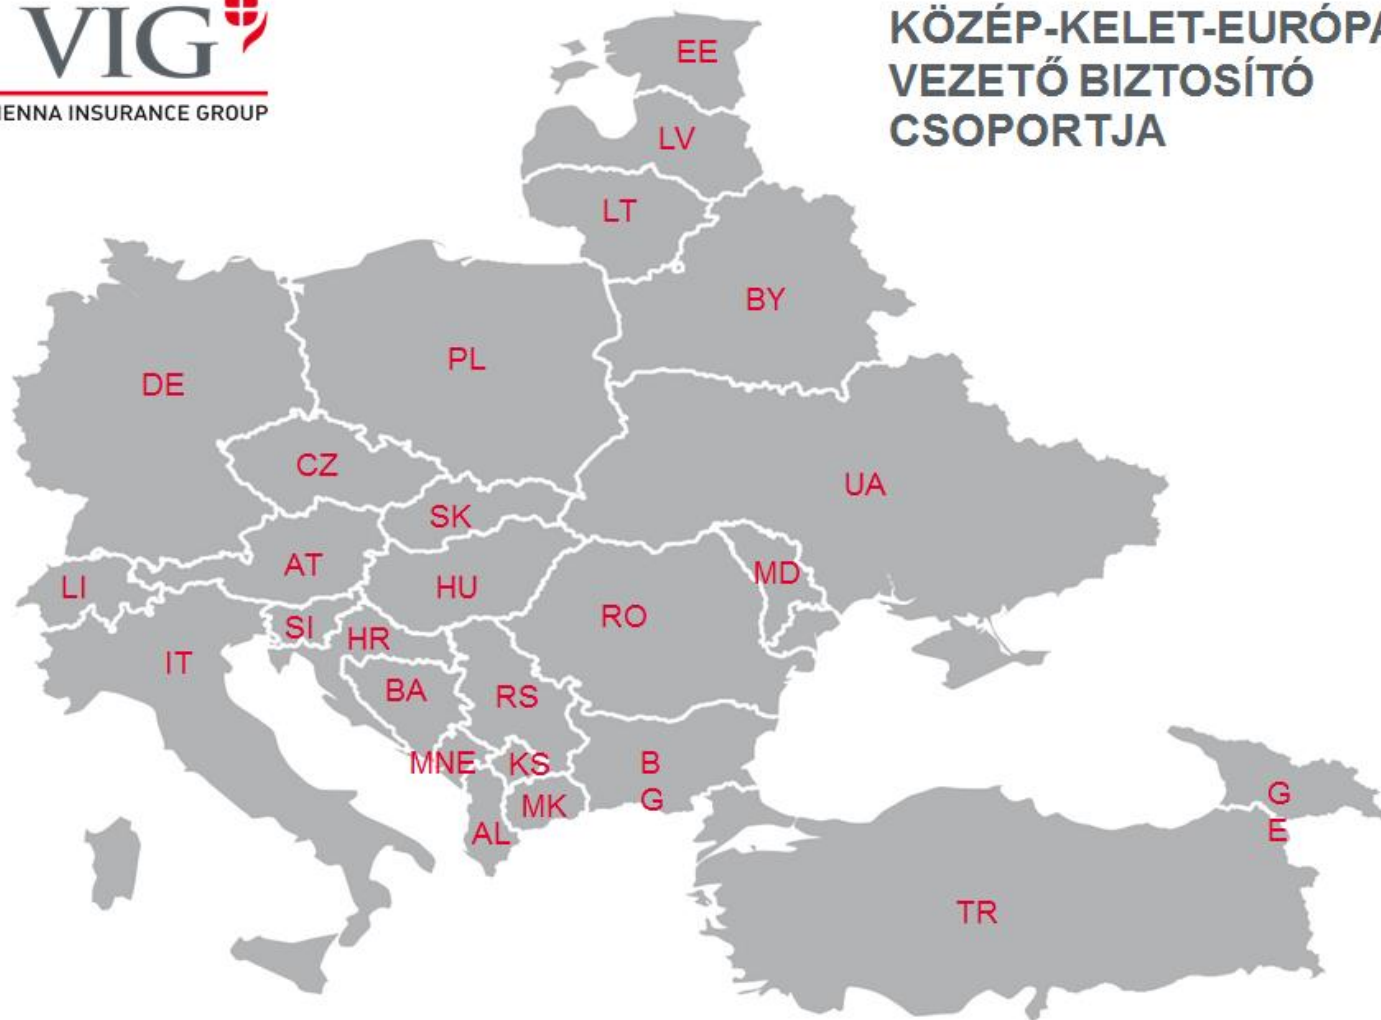 VIG
KÖZÉP-KELET-EURÓPA
VEZETŐ BIZTOSÍTÓ
CSOPORTJA
IENNA INSURANCE GROUP
EE
LV
LT
BY
PL
DE
CZ
UA
SK
AT
MD
LI
HU
RO
SI
HR
IT
BA
RS
MNE
KS
B
G
MK
AL
G
E
TR